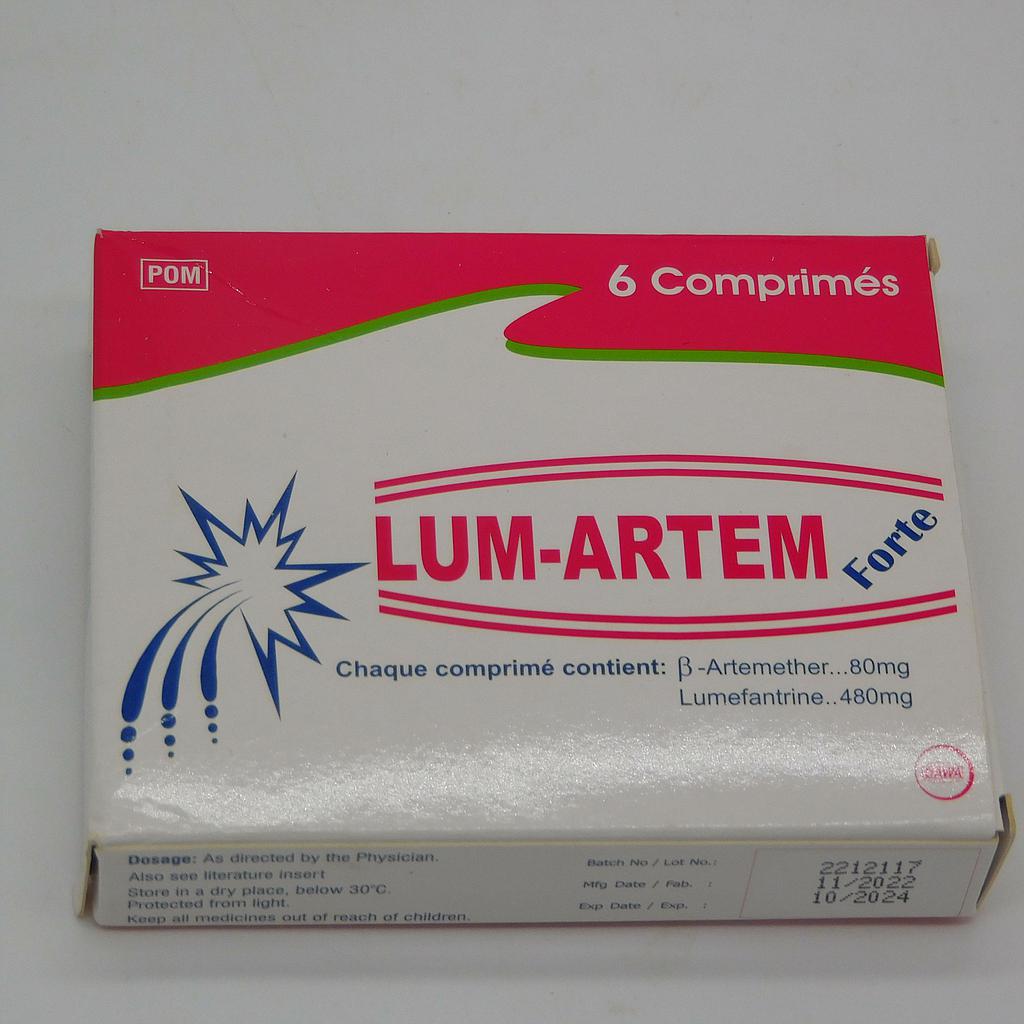 POM
6 Comprimés
LUM-ARTEM Forte
Chaque comprimé contient: β-Artemether...80mg
Lumefantrine..480mg
DAWA
Dosage: As directed by the Physician.
Also see literature insert
Store in a dry place, below 30°C.
Protected from light.
Keep all medicines out of reach of children.
Batch No / Lot No.: 2212117
Mfg Date / Fab. : 11/2022
Exp Date / Exp. : 10/2024